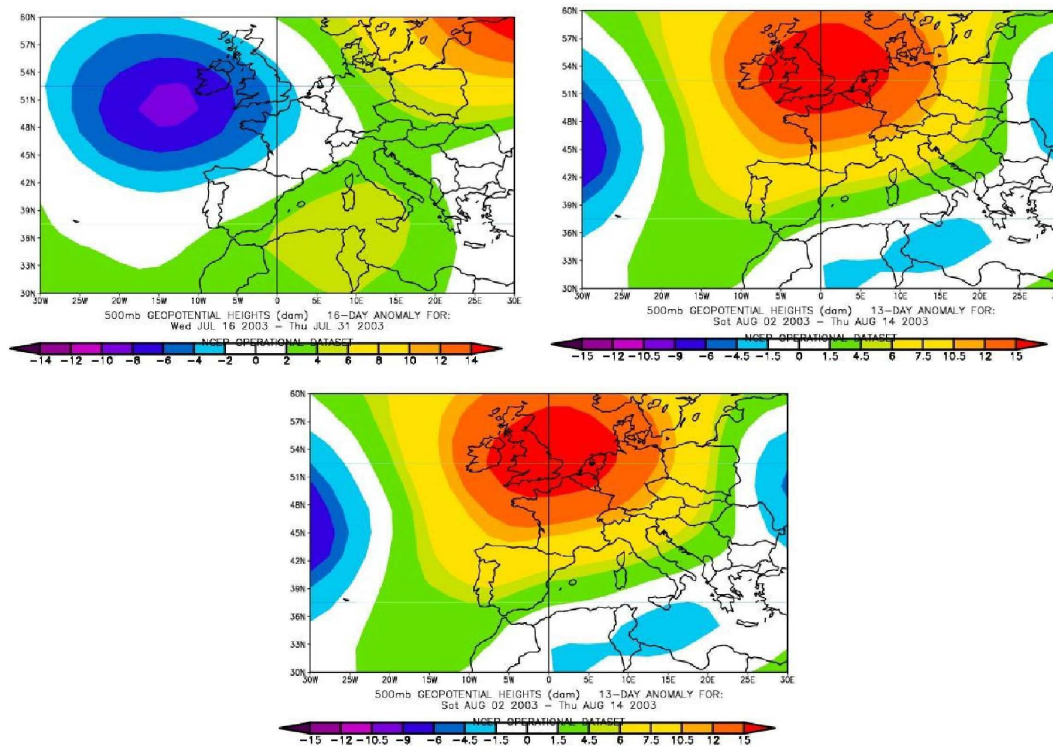 60N
57N
54N
51N
48N
45N
42N
39N
36N
33N
30N
30W 25W 20W 15W 10W 5W 0 5E 10E 15E 20E 25E 30E
500mb GEOPOTENTIAL HEIGHTS (dam) 16-DAY ANOMALY FOR:
Wed JUL 16 2003 – Thu JUL 31 2003
NCEP OPERATIONAL DATASET
-14 -12 -10 -8 -6 -4 -2 0 2 4 6 8 10 12 14
60N
57N
54N
51N
48N
45N
42N
39N
36N
33N
30N
30W 25W 20W 15W 10W 5W 0 5E 10E 15E 20E 25E 30E
500mb GEOPOTENTIAL HEIGHTS (dam) 13-DAY ANOMALY FOR:
Sat AUG 02 2003 – Thu AUG 14 2003
NCEP OPERATIONAL DATASET
-15 -12 -10.5 -9 -6 -4.5 -1.5 0 1.5 4.5 6 7.5 10.5 12 15
60N
57N
54N
51N
48N
45N
42N
39N
36N
33N
30N
30W 25W 20W 15W 10W 5W 0 5E 10E 15E 20E 25E 30E
500mb GEOPOTENTIAL HEIGHTS (dam) 13-DAY ANOMALY FOR:
Sat AUG 02 2003 – Thu AUG 14 2003
NCEP OPERATIONAL DATASET
-15 -12 -10.5 -9 -6 -4.5 -1.5 0 1.5 4.5 6 7.5 10.5 12 15